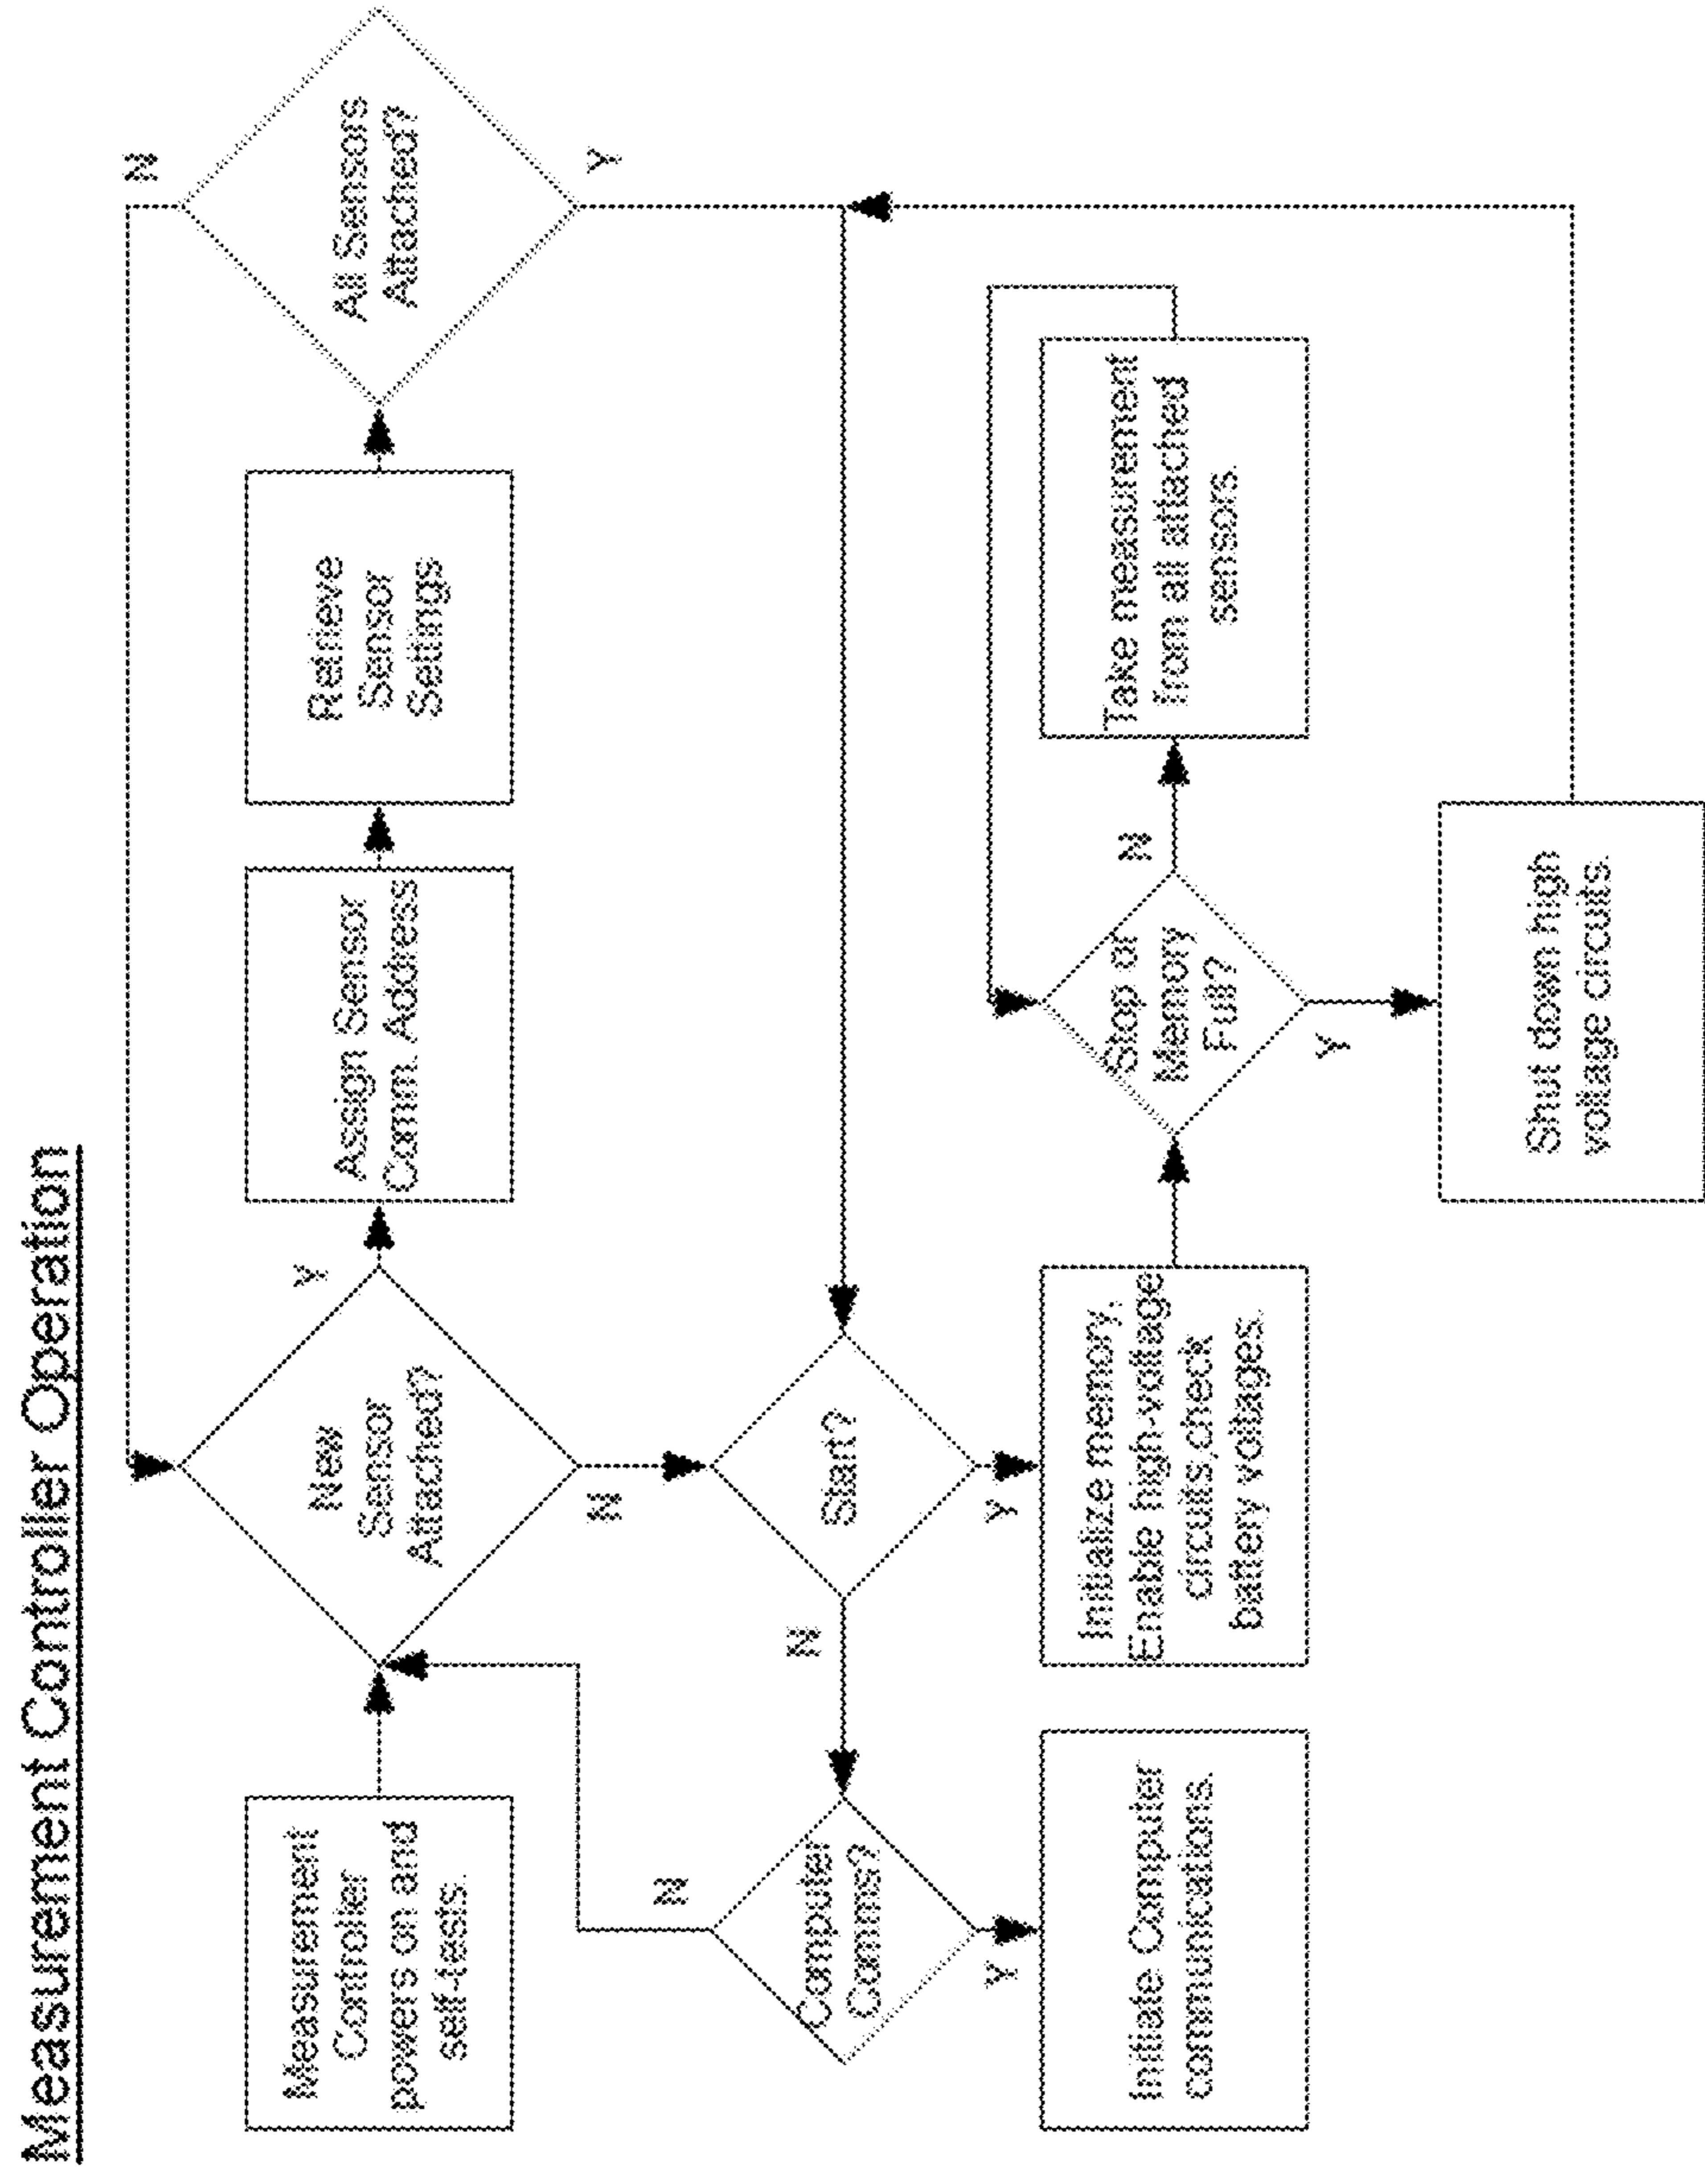 Measurement Controller Operation
Measurement
Controller
powers on and
self-tests.
New
Sensor
Attached?
Y
N
Assign Sensor
Comm. Address
Retrieve
Sensor
Settings
All Sensors
Attached?
N
Y
Computer
Comms?
N
Y
Start?
N
Y
Initiate Computer
communications.
Initialize memory,
Enable high-voltage
circuits,check
battery voltages.
Stop or
Memory
Full?
N
Y
Take measurement
from all attached
sensors.
Shut down high
voltage circuits.